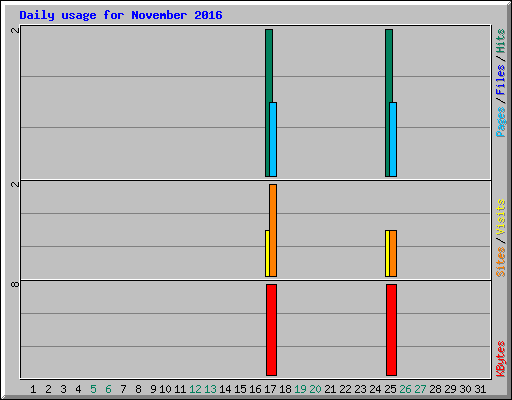 Daily usage for November 2016
2
2
8
Pages/Files/Hits
Sites/Visits
KBytes
1 2 3 4 5 6 7 8 9 10 11 12 13 14 15 16 17 18 19 20 21 22 23 24 25 26 27 28 29 30 31